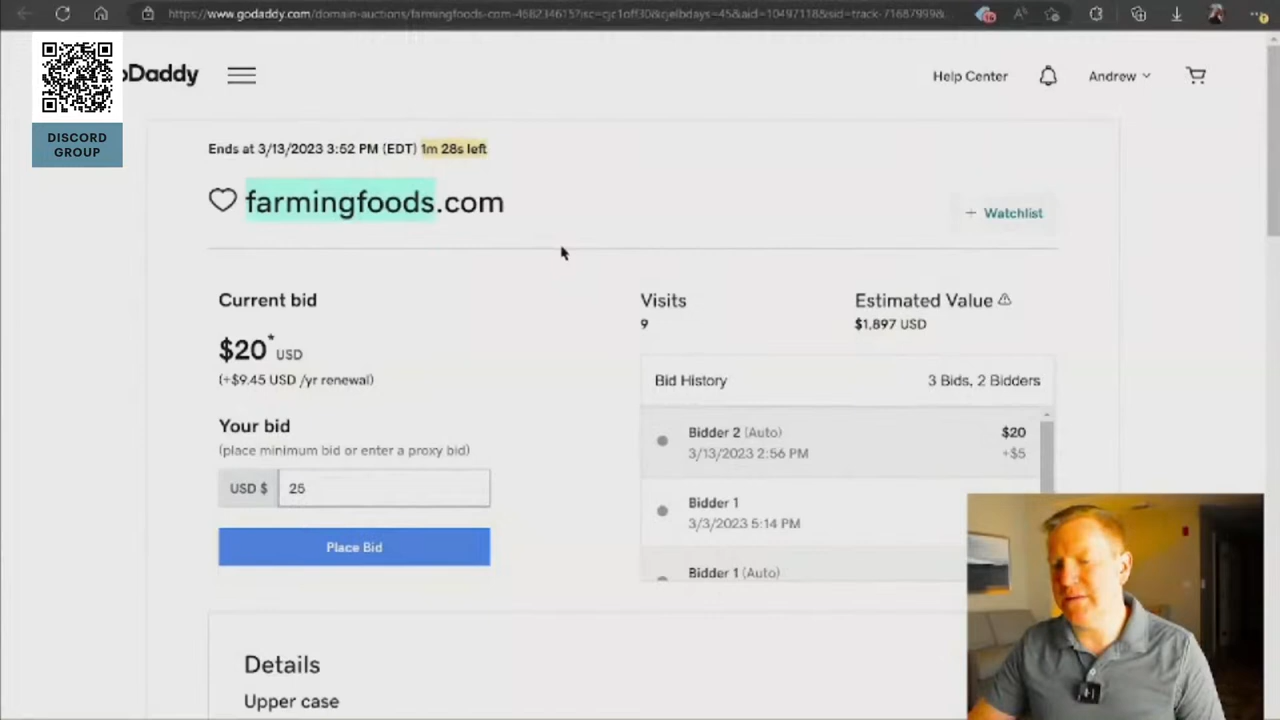 oDaddy
Help Center
Andrew
DISCORD
GROUP
Ends at 3/13/2023 3:52 PM (EDT) 1m 28s left
farmingfoods.com
+ Watchlist
Current bid
$20* USD
(+$9.45 USD /yr renewal)
Visits
9
Estimated Value
$1,897 USD
Your bid
(place minimum bid or enter a proxy bid)
USD $ 25
Place Bid
Bid History 3 Bids, 2 Bidders
Bidder 2 (Auto) $20
3/13/2023 2:56 PM +$5
Bidder 1
3/3/2023 5:14 PM
Bidder 1 (Auto)
Details
Upper case